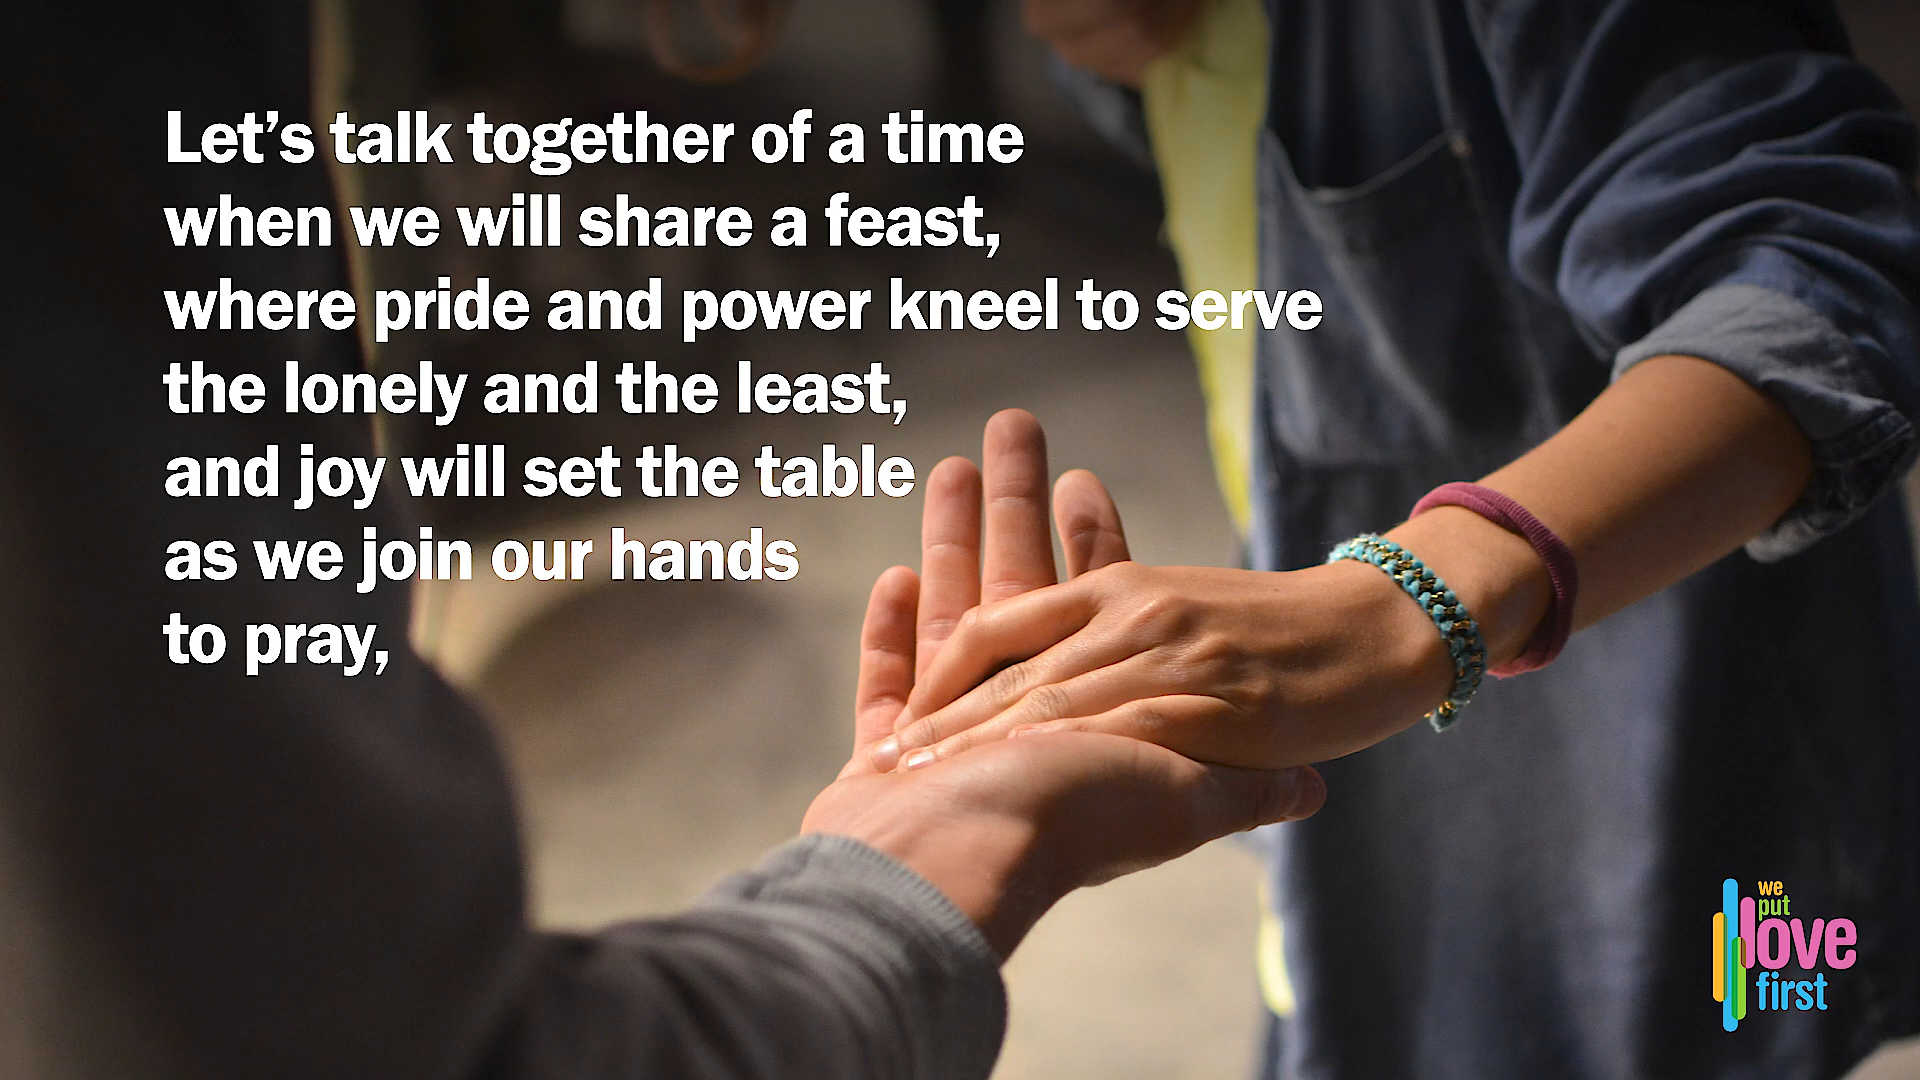 Let’s talk together of a time
when we will share a feast,
where pride and power kneel to serve
the lonely and the least,
and joy will set the table
as we join our hands
to pray,
we
put
love
first